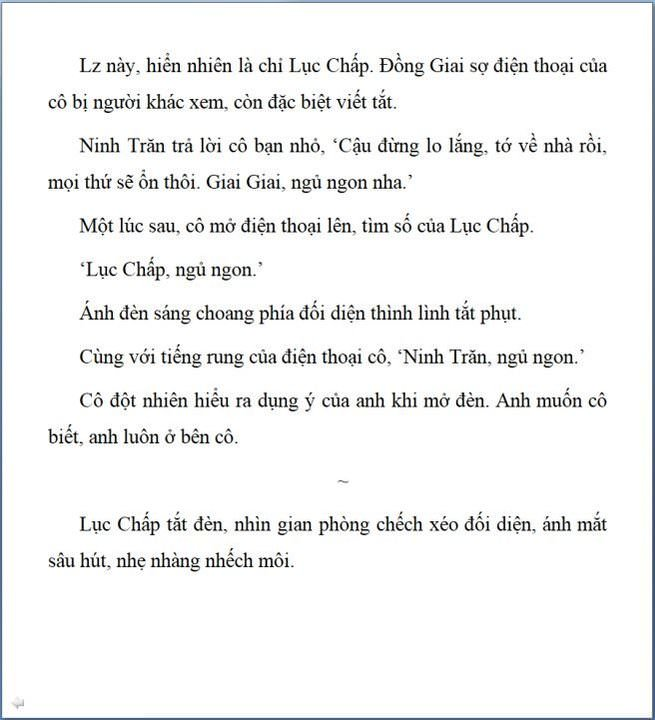 Lz này, hiển nhiên là chỉ Lục Chấp. Đồng Giai sợ điện thoại của
cô bị người khác xem, còn đặc biệt viết tắt.
Ninh Trăn trả lời cô bạn nhỏ, ‘Cậu đừng lo lắng, tớ về nhà rồi,
mọi thứ sẽ ổn thôi. Giai Giai, ngủ ngon nha.’
Một lúc sau, cô mở điện thoại lên, tìm số của Lục Chấp.
‘Lục Chấp, ngủ ngon.’
Ánh đèn sáng choang phía đối diện thình lình tắt phụt.
Cùng với tiếng rung của điện thoại cô, ‘Ninh Trăn, ngủ ngon.’
Cô đột nhiên hiểu ra dụng ý của anh khi mở đèn. Anh muốn cô
biết, anh luôn ở bên cô.
~
Lục Chấp tắt đèn, nhìn gian phòng chếch xéo đối diện, ánh mắt
sâu hút, nhẹ nhàng nhếch môi.